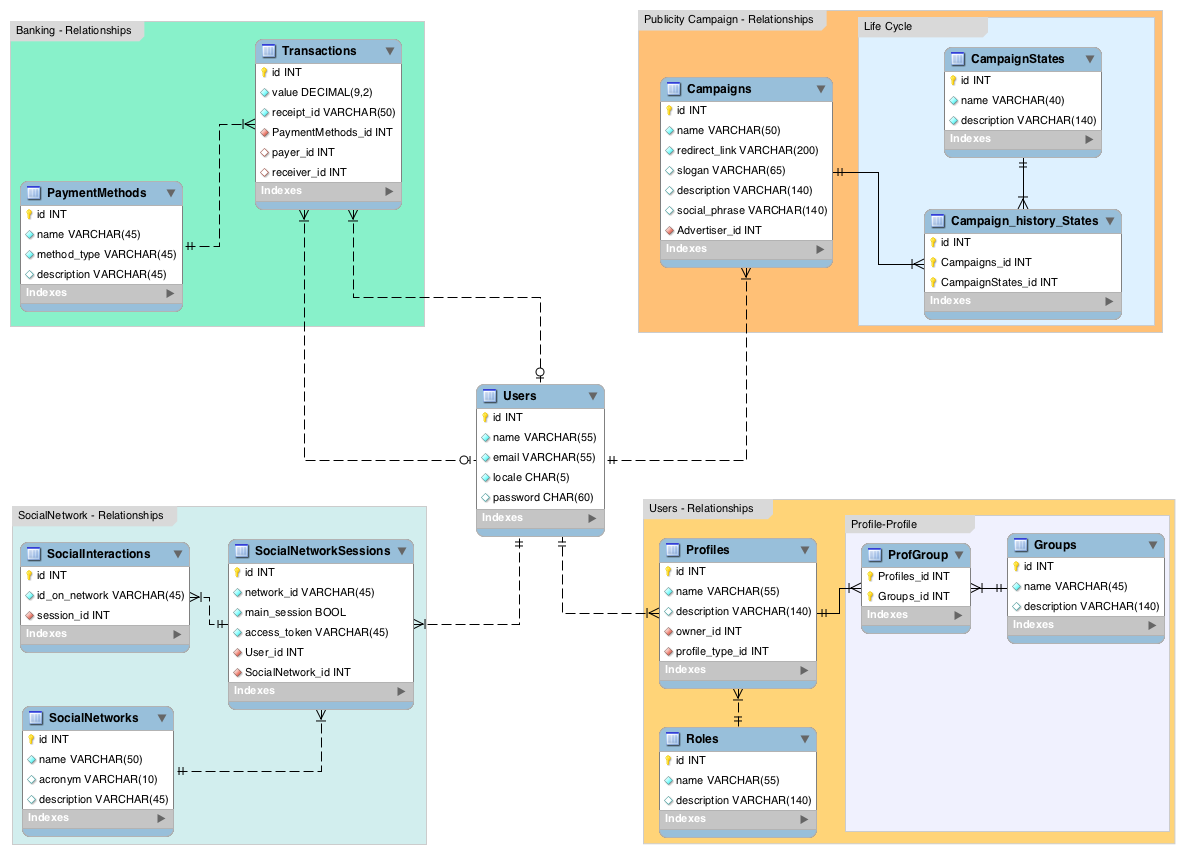 Banking - Relationships
Transactions
id INT
value DECIMAL(9,2)
receipt_id VARCHAR(50)
PaymentMethods_id INT
payer_id INT
receiver_id INT
Indexes
PaymentMethods
id INT
name VARCHAR(45)
method_type VARCHAR(45)
description VARCHAR(45)
Indexes
Publicity Campaign - Relationships
Campaigns
id INT
name VARCHAR(50)
redirect_link VARCHAR(200)
slogan VARCHAR(65)
description VARCHAR(140)
social_phrase VARCHAR(140)
Advertiser_id INT
Indexes
Life Cycle
CampaignStates
id INT
name VARCHAR(40)
description VARCHAR(140)
Indexes
Campaign_history_States
id INT
Campaigns_id INT
CampaignStates_id INT
Indexes
Users
id INT
name VARCHAR(55)
email VARCHAR(55)
locale CHAR(5)
password CHAR(60)
Indexes
SocialNetwork - Relationships
SocialInteractions
id INT
id_on_network VARCHAR(45)
session_id INT
Indexes
SocialNetworkSessions
id INT
network_id VARCHAR(45)
main_session BOOL
access_token VARCHAR(45)
User_id INT
SocialNetwork_id INT
Indexes
SocialNetworks
id INT
name VARCHAR(50)
acronym VARCHAR(10)
description VARCHAR(45)
Indexes
Users - Relationships
Profiles
id INT
name VARCHAR(55)
description VARCHAR(140)
owner_id INT
profile_type_id INT
Indexes
Roles
id INT
name VARCHAR(55)
description VARCHAR(140)
Indexes
Profile-Profile
ProfGroup
Profiles_id INT
Groups_id INT
Indexes
Groups
id INT
name VARCHAR(45)
description VARCHAR(140)
Indexes